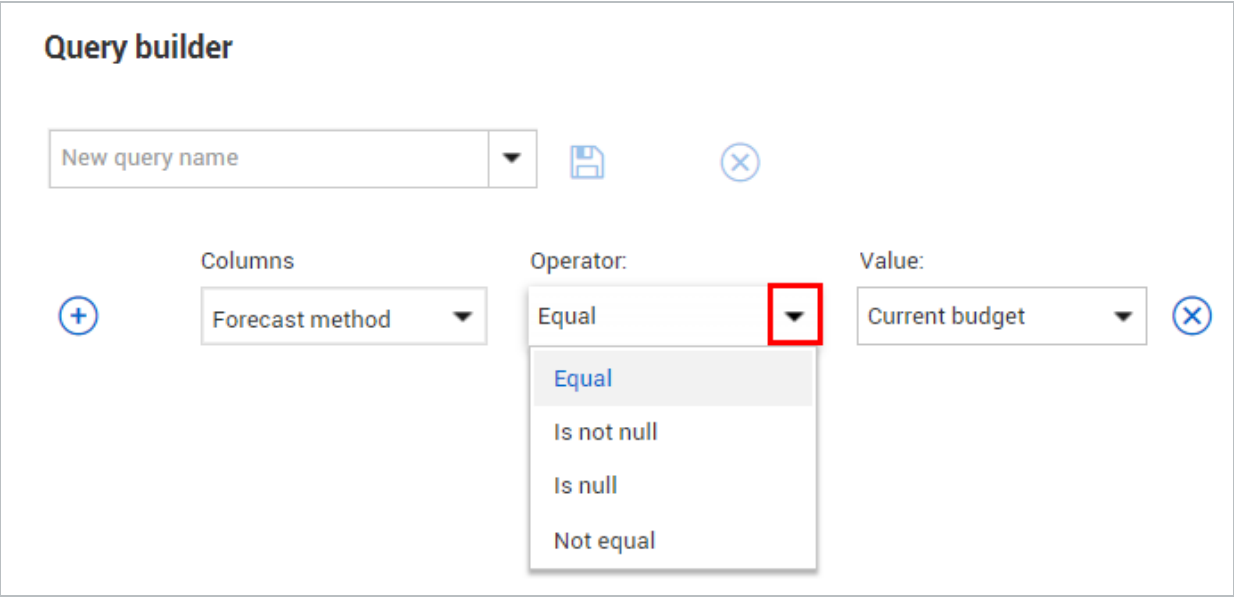 Query builder
New query name
Columns Operator: Value:
Forecast method Equal Current budget
Equal
Is not null
Is null
Not equal